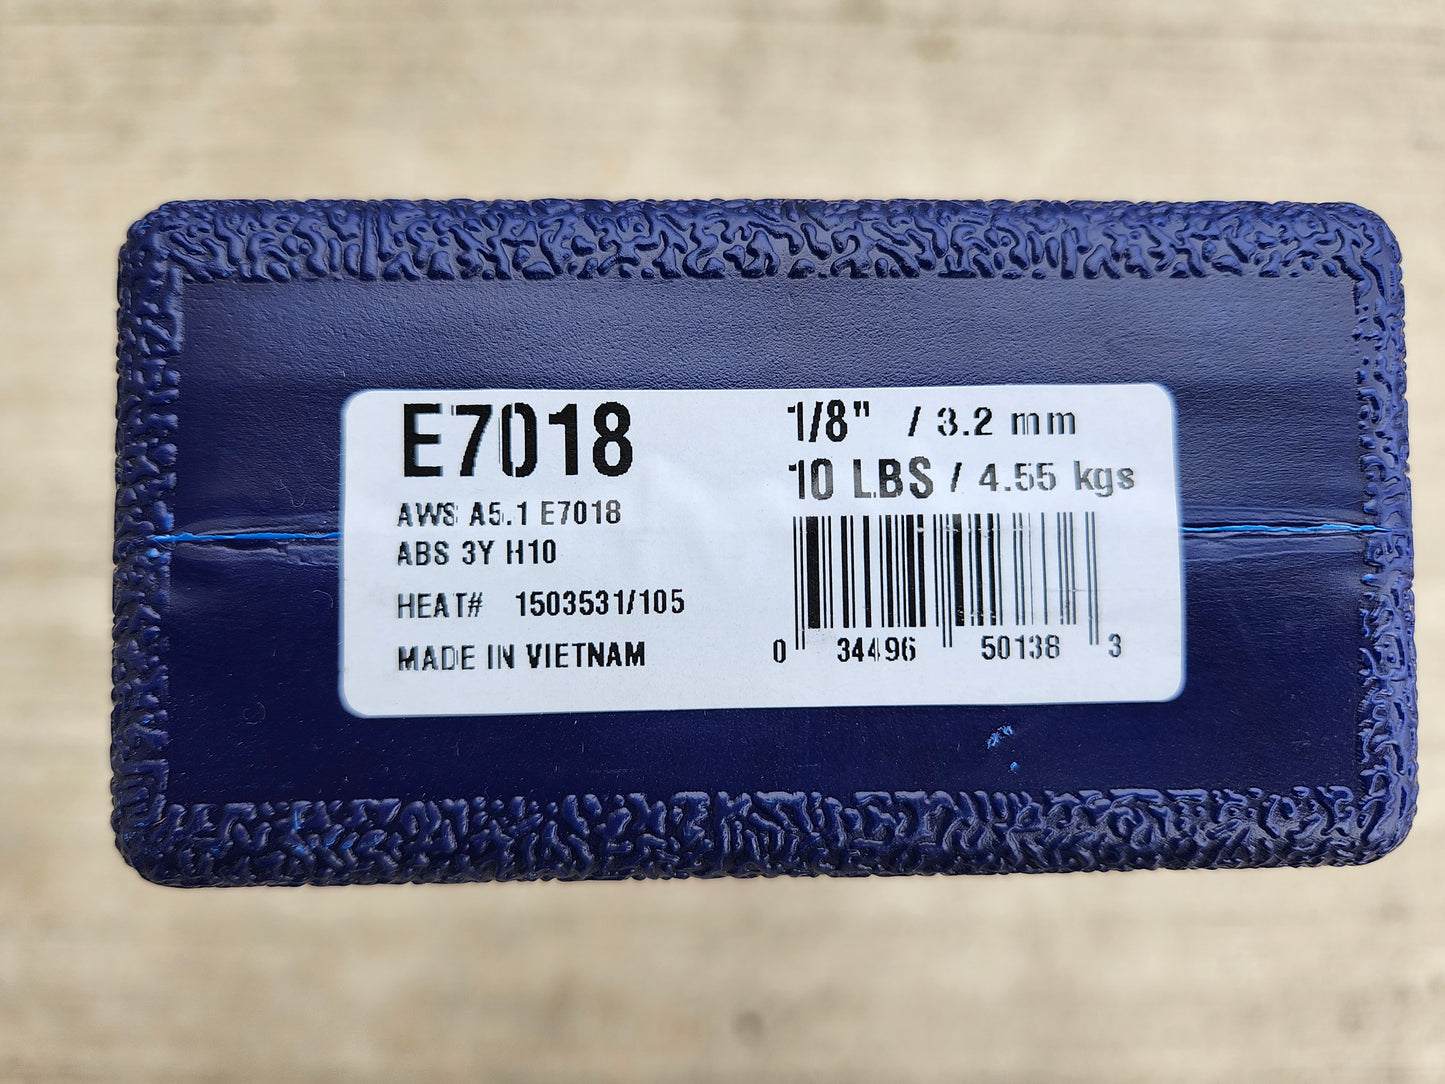 E7018
AWS A5.1 E7018
ABS 3Y H10
HEAT# 1503531/105
MADE IN VIETNAM
1/8" / 3.2 mm
10 LBS / 4.55 kgs
0 34496 50138 3